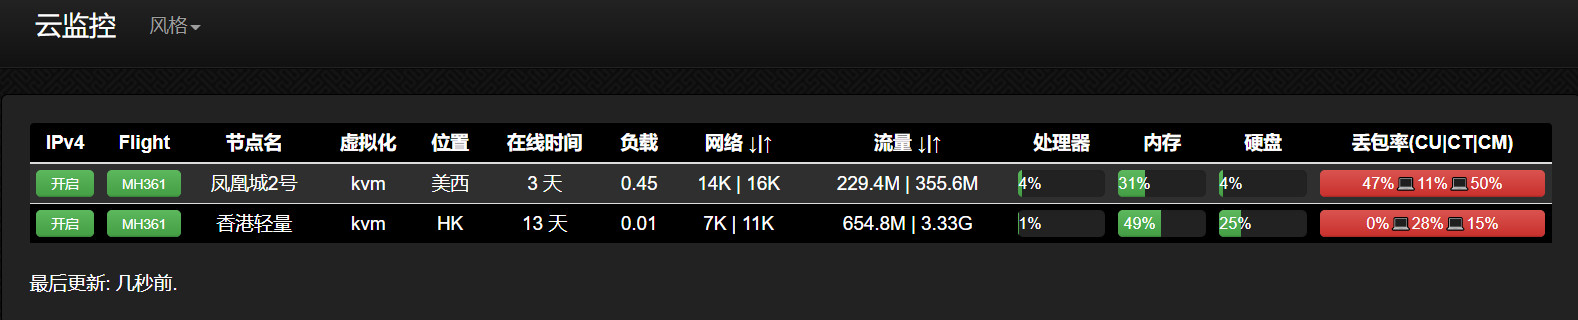 云监控 风格
IPv4 Flight 节点名 虚拟化 位置 在线时间 负载 网络 ↓|↑ 流量 ↓|↑ 处理器 内存 硬盘 丢包率(CU|CT|CM)
开启 MH361 凤凰城2号 kvm 美西 3 天 0.45 14K | 16K 229.4M | 355.6M 4% 31% 4% 47%💻11%💻50%
开启 MH361 香港轻量 kvm HK 13 天 0.01 7K | 11K 654.8M | 3.33G 1% 49% 25% 0%💻28%💻15%
最后更新: 几秒前.